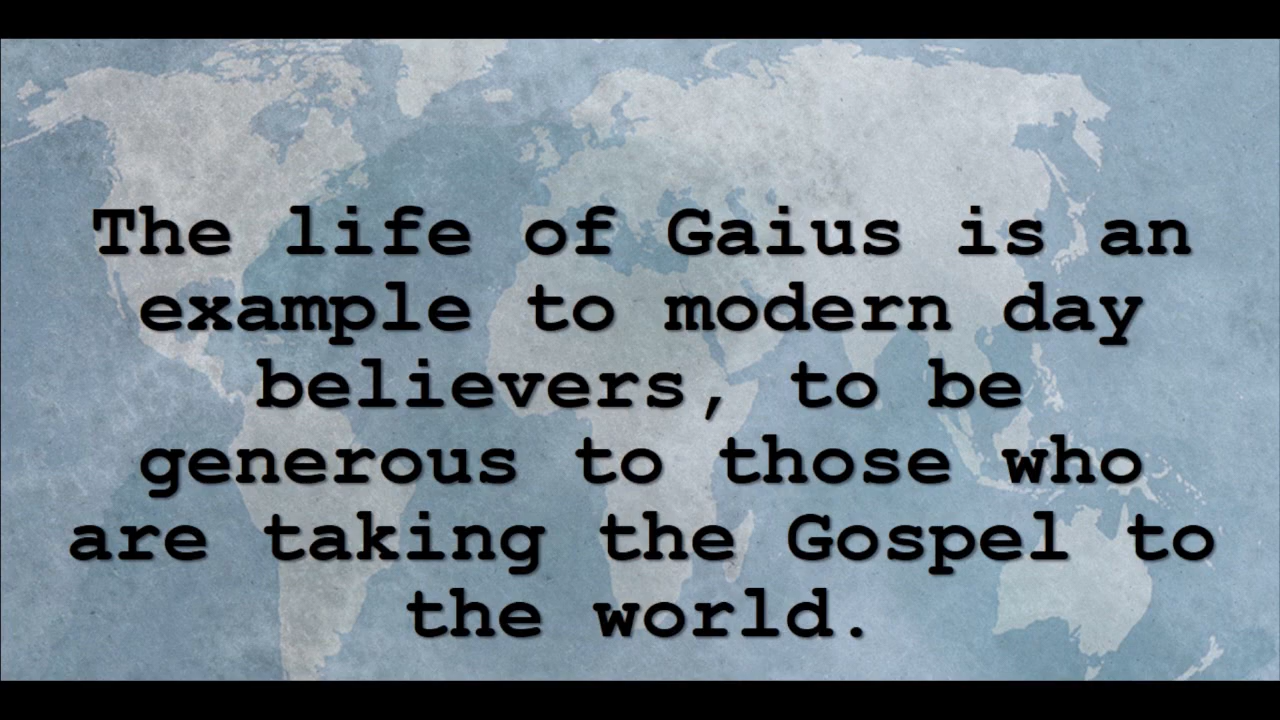 The life of Gaius is an
example to modern day
believers, to be
generous to those who
are taking the Gospel to
the world.